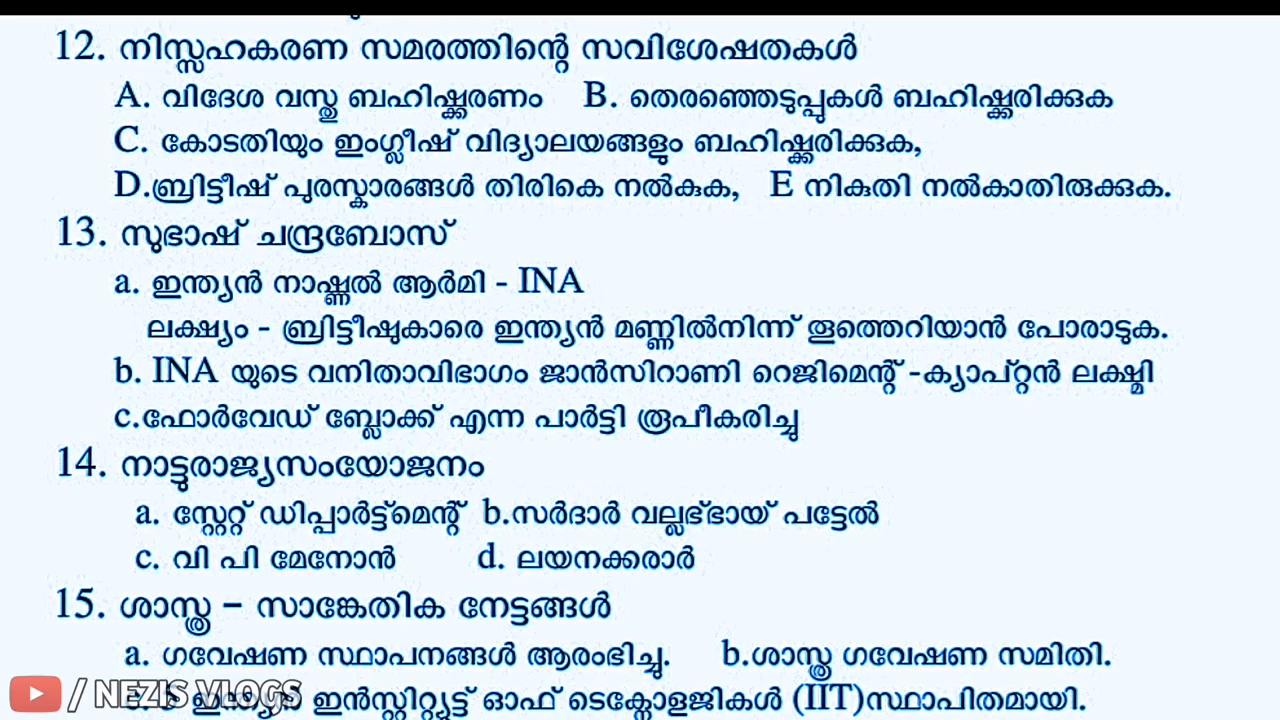 12. നിസ്സഹകരണ സമരത്തിന്റെ സവിശേഷതകൾ
A. വിദേശ വസ്തു ബഹിഷ്ക്കരണം B. തെരഞ്ഞെടുപ്പുകൾ ബഹിഷ്ക്കരിക്കുക
C. കോടതിയും ഇംഗ്ലീഷ് വിദ്യാലയങ്ങളും ബഹിഷ്ക്കരിക്കുക,
D.ബ്രിട്ടീഷ് പുരസ്കാരങ്ങൾ തിരികെ നൽകുക, E നികുതി നൽകാതിരുക്കുക.
13. സുഭാഷ് ചന്ദ്രബോസ്
a. ഇന്ത്യൻ നാഷ്ണൽ ആർമി - INA
ലക്ഷ്യം - ബ്രിട്ടീഷുകാരെ ഇന്ത്യൻ മണ്ണിൽനിന്ന് തൂത്തെറിയാൻ പോരാടുക.
b. INA യുടെ വനിതാവിഭാഗം ജാൻസിറാണി റെജിമെന്റ് -ക്യാപ്റ്റൻ ലക്ഷ്മി
c.ഫോർവേഡ് ബ്ലോക്ക് എന്ന പാർട്ടി രൂപീകരിച്ചു
14. നാട്ടുരാജ്യസംയോജനം
a. സ്റ്റേറ്റ് ഡിപ്പാർട്ട്മെന്റ് b.സർദാർ വല്ലഭ്ഭായ് പട്ടേൽ
c. വി പി മേനോൻ d. ലയനക്കരാർ
15. ശാസ്ത്ര – സാങ്കേതിക നേട്ടങ്ങൾ
a. ഗവേഷണ സ്ഥാപനങ്ങൾ ആരംഭിച്ചു. b.ശാസ്ത്ര ഗവേഷണ സമിതി.
ഇന്ത്യൻ ഇൻസ്റ്റിറ്റ്യൂട്ട് ഓഫ് ടെക്നോളജികൾ (IIT)സ്ഥാപിതമായി.
/ NEZIS VLOGS